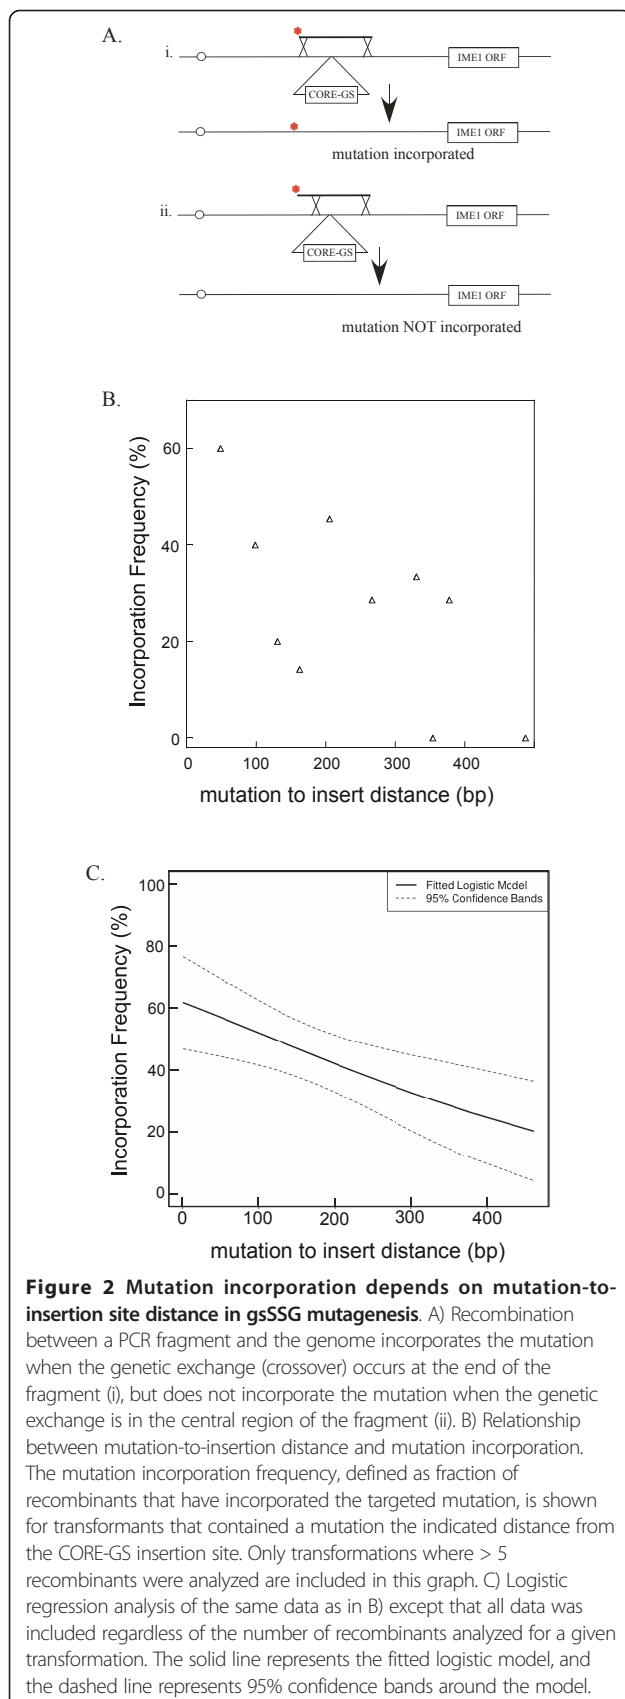 A.
i.
IME1 ORF
CORE-GS
IME1 ORF
mutation incorporated
ii.
IME1 ORF
CORE-GS
IME1 ORF
mutation NOT incorporated
B.
Incorporation Frequency (%)
60
40
20
0
0 100 200 300 400
mutation to insert distance (bp)
C.
Incorporation Frequency (%)
100
80
60
40
20
0
Fitted Logistic Model
95% Confidence Bands
0 100 200 300 400
mutation to insert distance (bp)
Figure 2 Mutation incorporation depends on mutation-to-
insertion site distance in gsSSG mutagenesis. A) Recombination
between a PCR fragment and the genome incorporates the mutation
when the genetic exchange (crossover) occurs at the end of the
fragment (i), but does not incorporate the mutation when the genetic
exchange is in the central region of the fragment (ii). B) Relationship
between mutation-to-insertion distance and mutation incorporation.
The mutation incorporation frequency, defined as fraction of
recombinants that have incorporated the targeted mutation, is shown
for transformants that contained a mutation the indicated distance from
the CORE-GS insertion site. Only transformations where > 5
recombinants were analyzed are included in this graph. C) Logistic
regression analysis of the same data as in B) except that all data was
included regardless of the number of recombinants analyzed for a given
transformation. The solid line represents the fitted logistic model, and
the dashed line represents 95% confidence bands around the model.